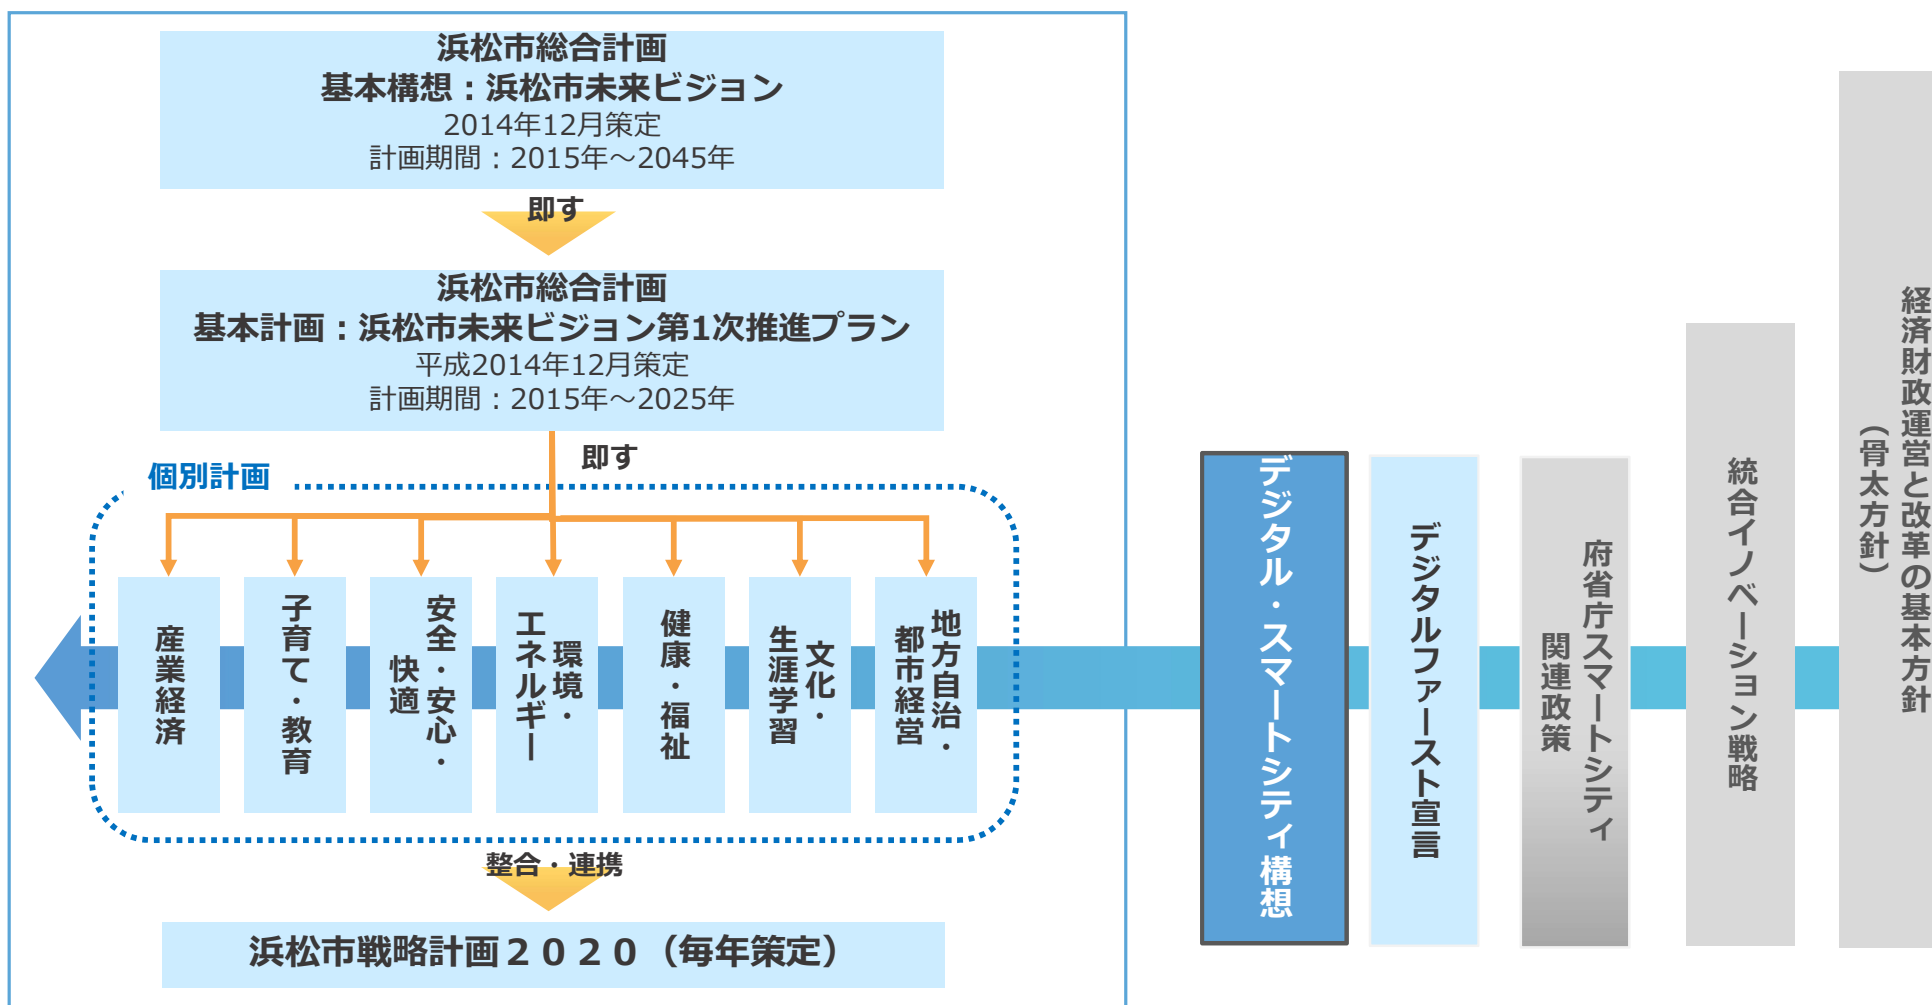 浜松市総合計画
基本構想：浜松市未来ビジョン
2014年12月策定
計画期間：2015年～2045年
即す
浜松市総合計画
基本計画：浜松市未来ビジョン第1次推進プラン
平成2014年12月策定
計画期間：2015年～2025年
即す
個別計画
産業経済
子育て・教育
安全・安心・
快適
環境・
エネルギー
健康・福祉
文化・
生涯学習
地方自治・
都市経営
整合・連携
浜松市戦略計画２０２０（毎年策定）
デジタル・スマートシティ構想
デジタルファースト宣言
府省庁スマートシティ
関連政策
統合イノベーション戦略
経済財政運営と改革の基本方針
（骨太方針）